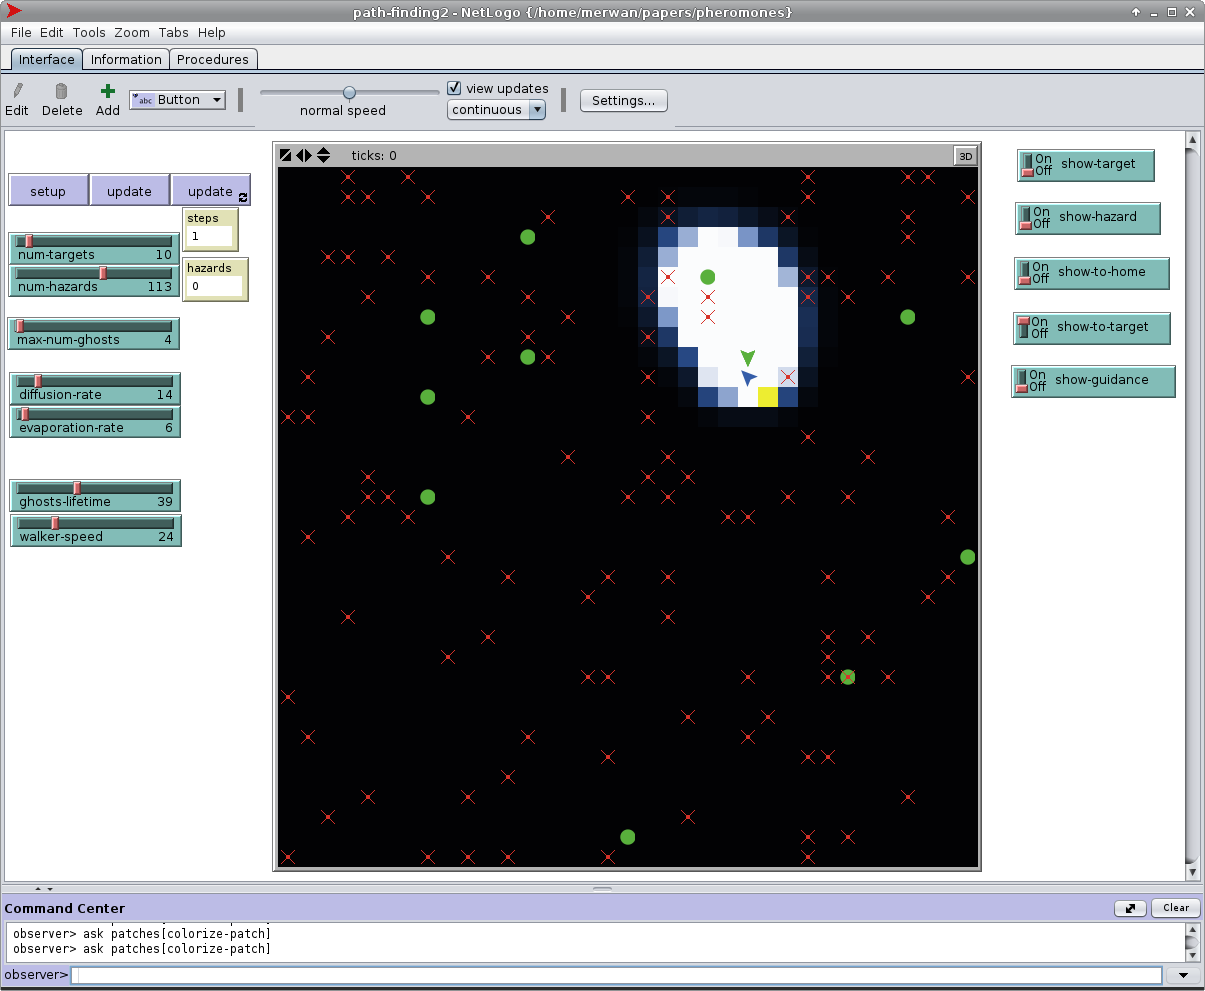 path-finding2 - NetLogo {/home/merwan/papers/pheromones}
File Edit Tools Zoom Tabs Help
Interface Information Procedures
Edit Delete Add abc Button normal speed view updates continuous Settings...
ticks: 0 3D
setup update update
steps
1
num-targets 10
hazards
0
num-hazards 113
max-num-ghosts 4
diffusion-rate 14
evaporation-rate 6
ghosts-lifetime 39
walker-speed 24
On Off show-target
On Off show-hazard
On Off show-to-home
On Off show-to-target
On Off show-guidance
Command Center Clear
observer> ask patches[colorize-patch]
observer> ask patches[colorize-patch]
observer>